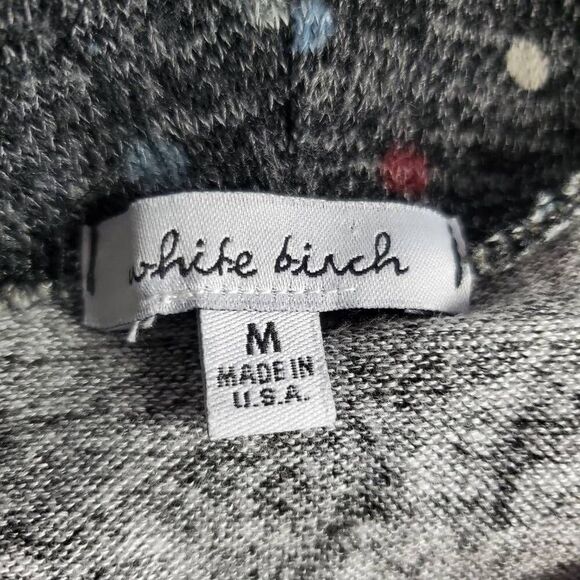 white birch
M
MADE IN
U.S.A.